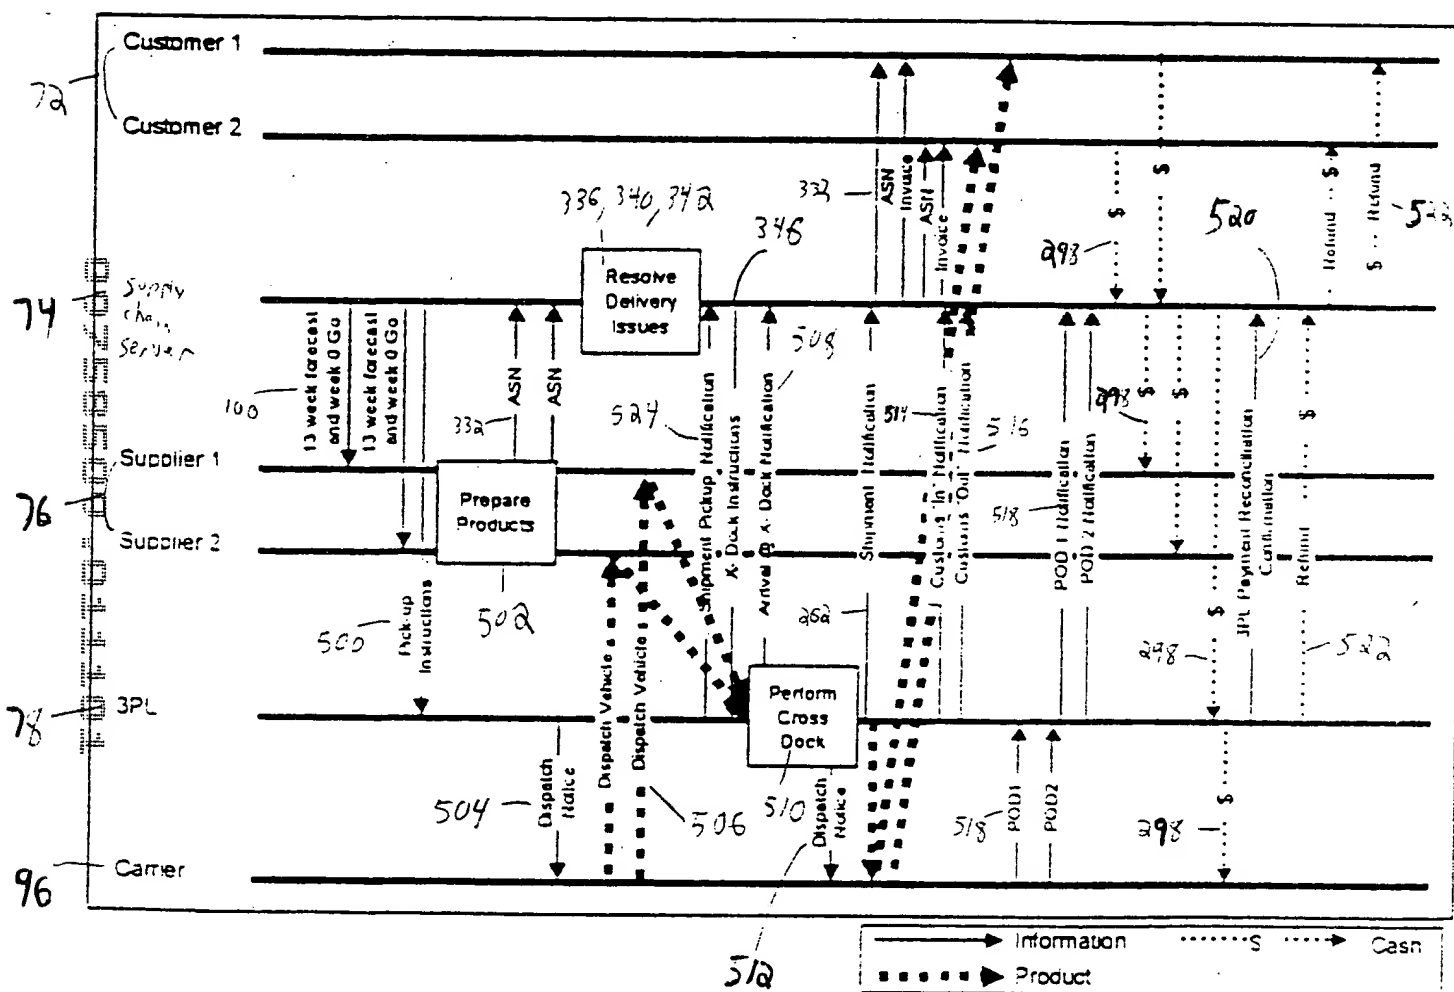 Customer 1
72
Customer 2
336, 340, 342
346
332
ASN
Invoice
ASN
Invoice
298
$
$
520
Refund
$
$
Refund
522
74
Supply
chain
server
Resolve
Delivery
Issues
100
13 week forecast
and week 0 Go
13 week forecast
and week 0 Go
332
ASN
ASN
524
508
Shipment Pickup Notification
X-Dock Instructions
Arrival @ X-Dock Notification
Shipment Notification
514
Customs "In" Notification
Customs "Out" Notification
518
POD 1 Notification
POD 2 Notification
298
$
$
$
3PL Payment Reconciliation
Confirmation
Refund
$
Supplier 1
76
Supplier 2
Prepare
Products
502
500
Pick-up
Instructions
262
298
522
78
3PL
Perform
Cross
Dock
510
504
Dispatch
Notice
Dispatch Vehicle
Dispatch Vehicle
506
Dispatch
Notice
518
POD1
POD2
298
$
96
Carrier
512
Information
$
Cash
Product